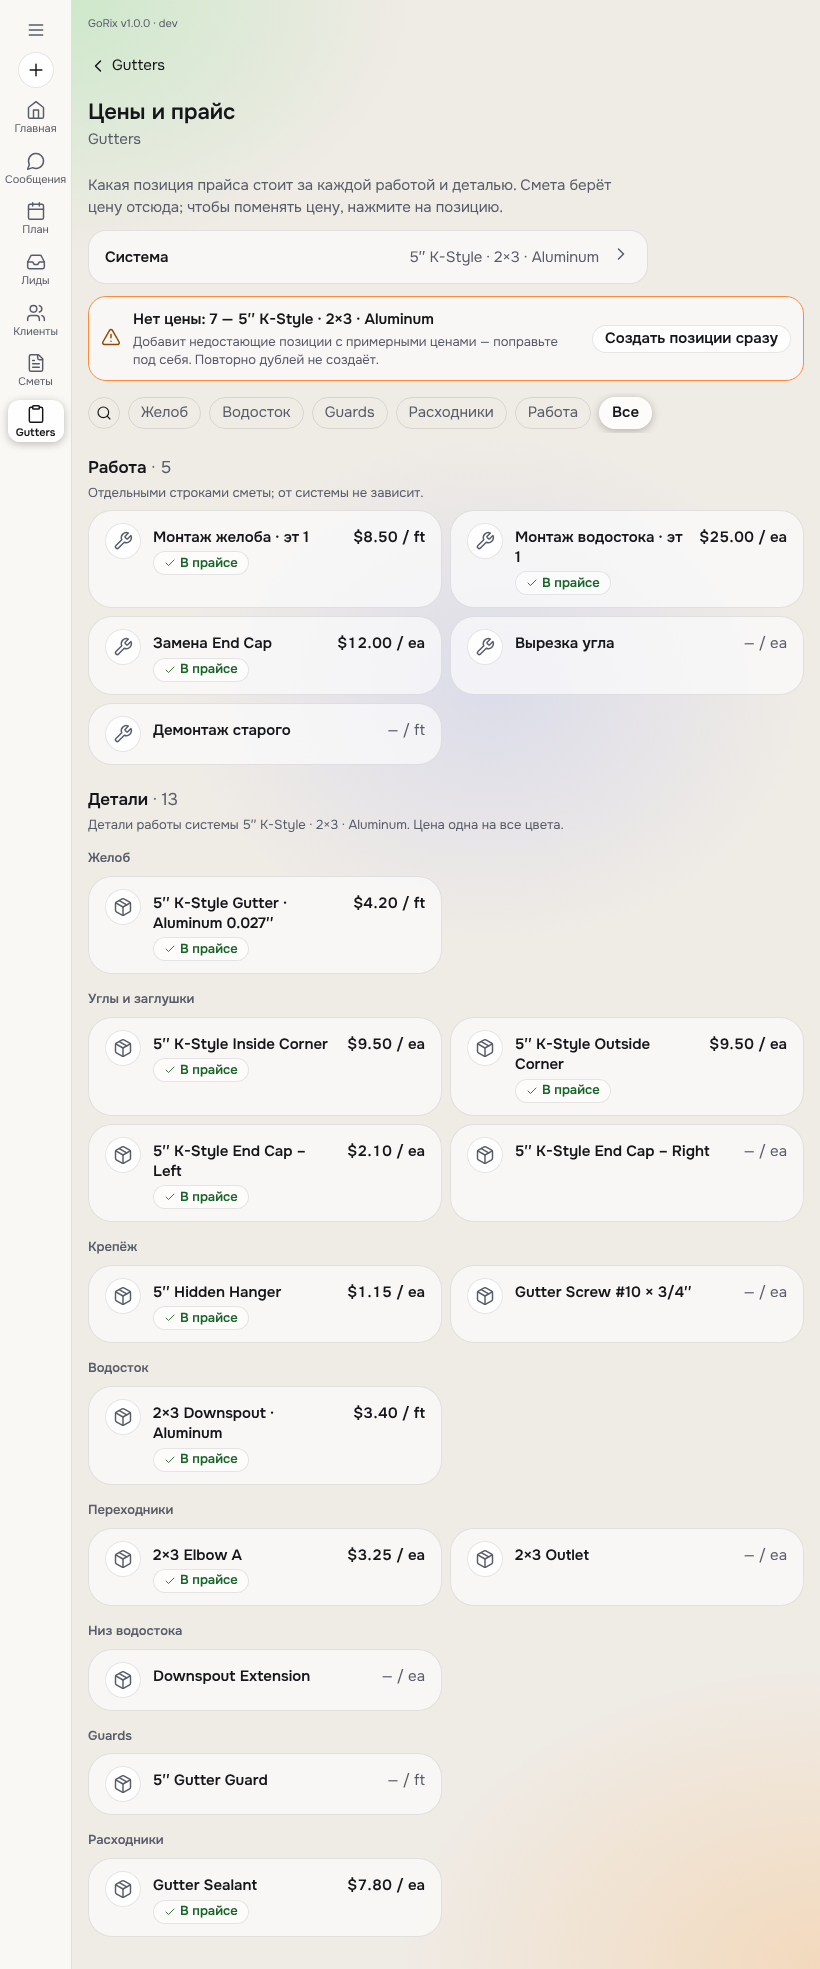 GoRix v1.0.0 · dev
Gutters
Цены и прайс
Gutters
Какая позиция прайса стоит за каждой работой и деталью. Смета берёт
цену отсюда; чтобы поменять цену, нажмите на позицию.
Система 5″ K-Style · 2×3 · Aluminum
Нет цены: 7 — 5″ K-Style · 2×3 · Aluminum
Добавит недостающие позиции с примерными ценами — поправьте
под себя. Повторно дублей не создаёт.
Создать позиции сразу
Желоб Водосток Guards Расходники Работа Все
Главная
Сообщения
План
Лиды
Клиенты
Сметы
Gutters
Работа · 5
Отдельными строками сметы; от системы не зависит.
Монтаж желоба · эт 1 $8.50 / ft
В прайсе
Монтаж водостока · эт $25.00 / ea
1
В прайсе
Замена End Cap $12.00 / ea
В прайсе
Вырезка угла — / ea
Демонтаж старого — / ft
Детали · 13
Детали работы системы 5″ K-Style · 2×3 · Aluminum. Цена одна на все цвета.
Желоб
5″ K-Style Gutter · $4.20 / ft
Aluminum 0.027″
В прайсе
Углы и заглушки
5″ K-Style Inside Corner $9.50 / ea
В прайсе
5″ K-Style Outside $9.50 / ea
Corner
В прайсе
5″ K-Style End Cap – $2.10 / ea
Left
В прайсе
5″ K-Style End Cap – Right — / ea
Крепёж
5″ Hidden Hanger $1.15 / ea
В прайсе
Gutter Screw #10 × 3/4″ — / ea
Водосток
2×3 Downspout · $3.40 / ft
Aluminum
В прайсе
Переходники
2×3 Elbow A $3.25 / ea
В прайсе
2×3 Outlet — / ea
Низ водостока
Downspout Extension — / ea
Guards
5″ Gutter Guard — / ft
Расходники
Gutter Sealant $7.80 / ea
В прайсе